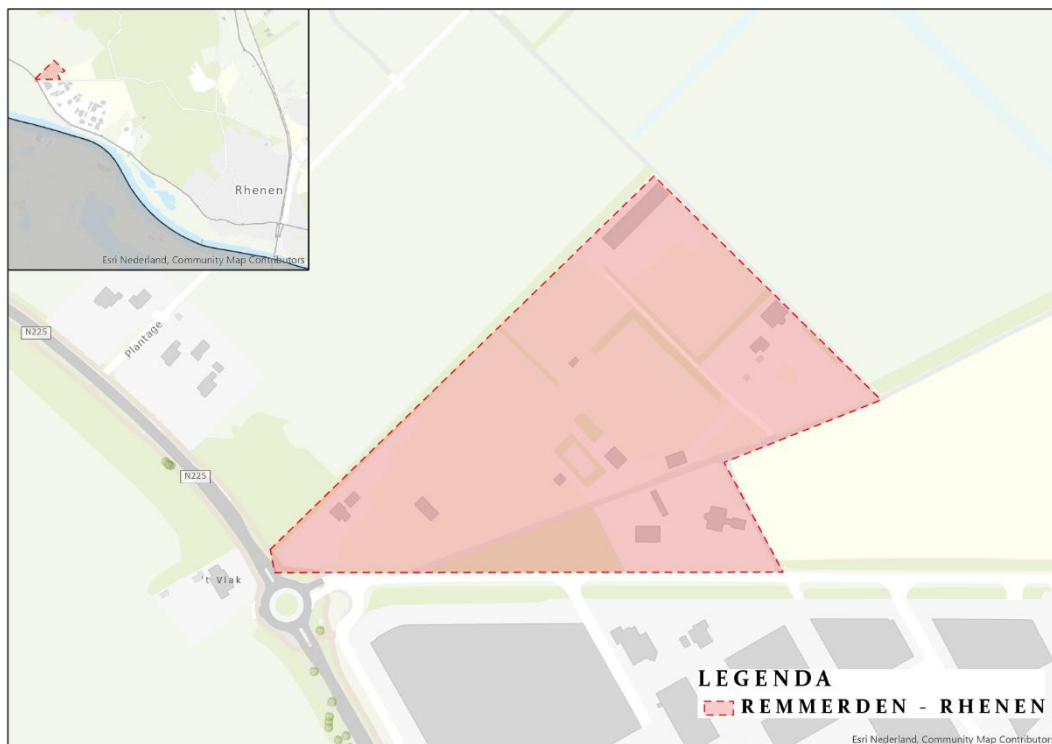 Rhenen
Esri Nederland, Community Map Contributors
N225
Plantage
N225
't Vlak
LEGENDA
REMMERDEN - RHENEN
Esri Nederland, Community Map Contributors